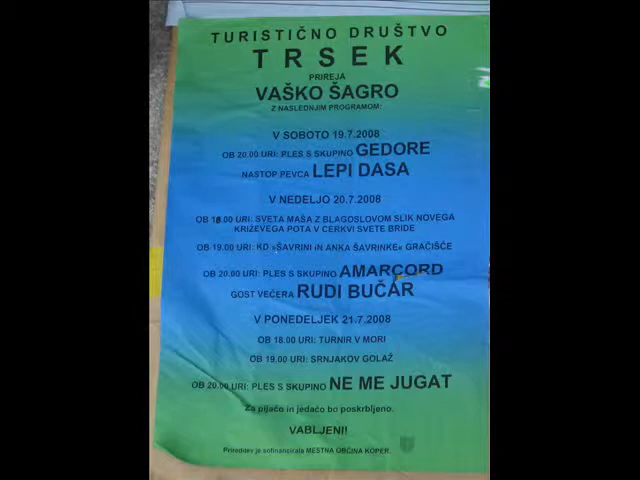 TURISTIČNO DRUŠTVO
TRSEK
PRIREJA
VAŠKO ŠAGRO
Z NASLEDNJIM PROGRAMOM:
V SOBOTO 19.7.2008
OB 20.00 URI: PLES S SKUPINO GEDORE
NASTOP PEVCA LEPI DASA
V NEDELJO 20.7.2008
OB 18.00 URI: SVETA MAŠA Z BLAGOSLOVOM SLIK NOVEGA
KRIŽEVEGA POTA V CERKVI SVETE BRIDE
OB 19.00 URI: KD »ŠAVRINI IN ANKA ŠAVRINKE« GRAČIŠČE
OB 20.00 URI: PLES S SKUPINO AMARCORD
GOST VEČERA RUDI BUČAR
V PONEDELJEK 21.7.2008
OB 18.00 URI: TURNIR V MORI
OB 19.00 URI: SRNJAKOV GOLAŽ
OB 20.00 URI: PLES S SKUPINO NE ME JUGAT
Za pijačo in jedačo bo poskrbljeno.
VABLJENI!
Prireditev je sofinancirala MESTNA OBČINA KOPER.